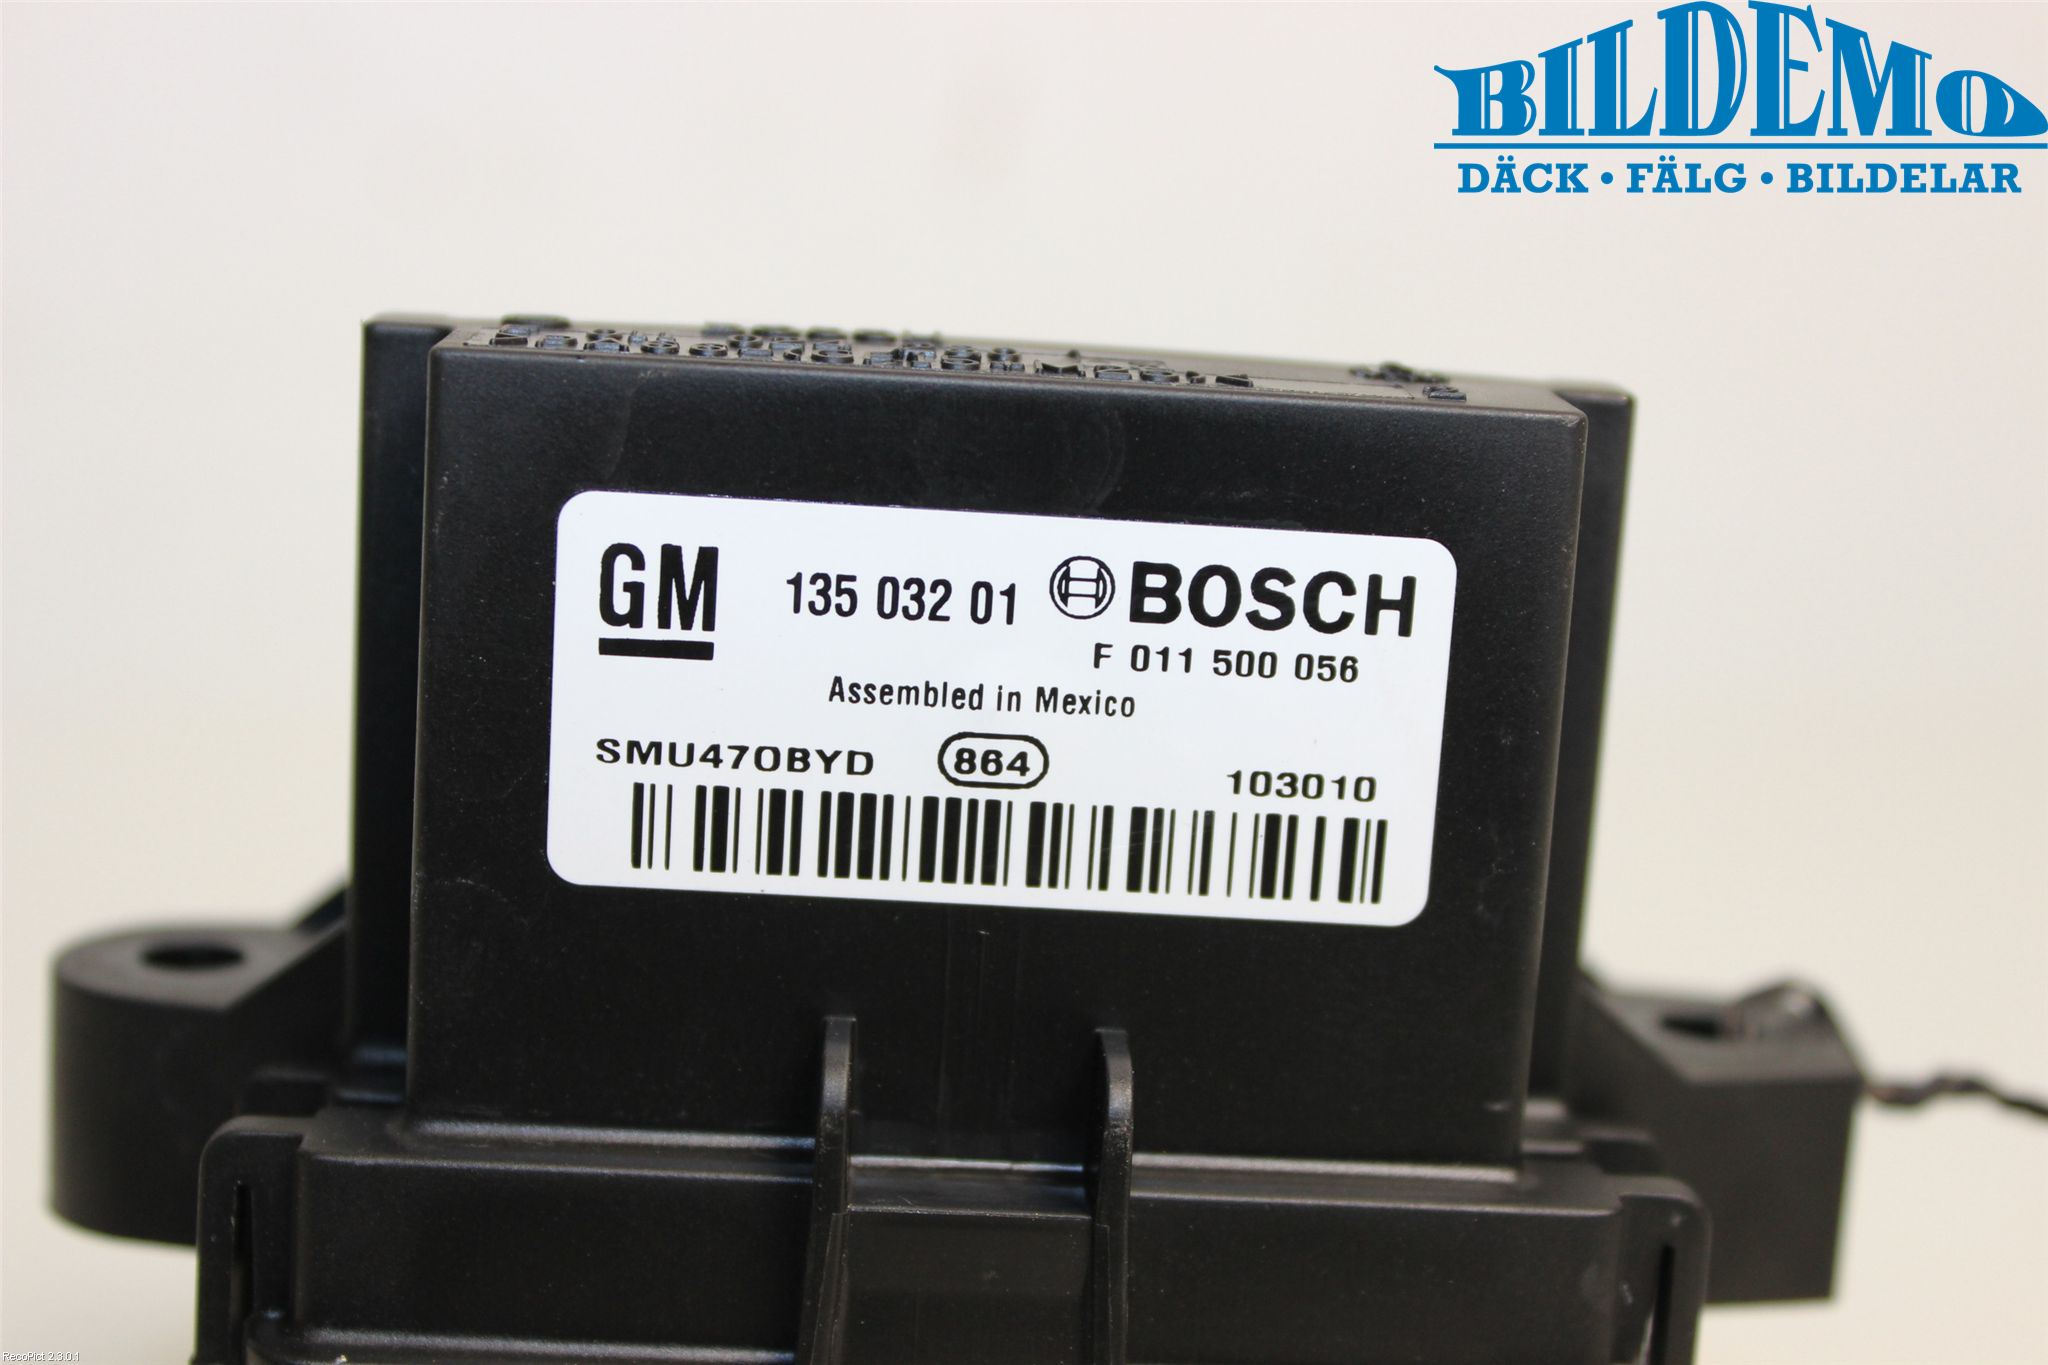 BILDEMO
DÄCK • FÄLG • BILDELAR
GM 135 032 01 BOSCH
F 011 500 056
Assembled in Mexico
SMU470BYD 864 103010
RecoPict 2.3.0.1